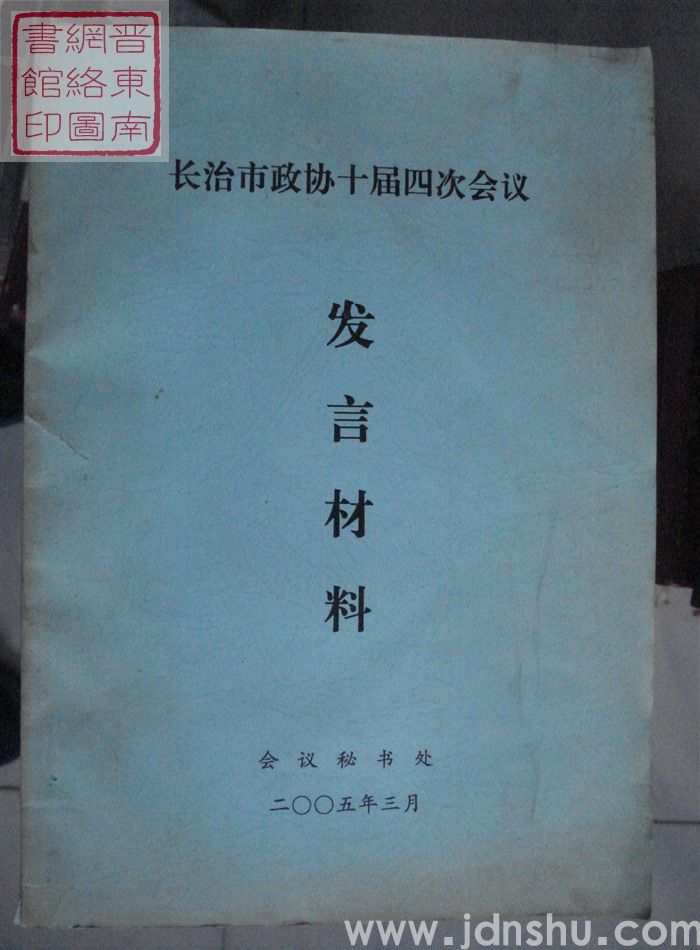 晋東南
網絡圖
書館印
长治市政协十届四次会议
发
言
材
料
会议秘书处
二〇〇五年三月
www.jdnshu.com